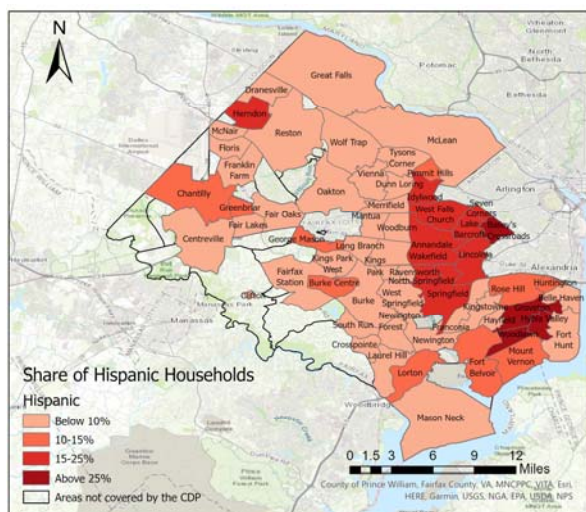 N
Great Falls
Potomac
Wheaton
Glenmont
North
Bethesda
Bethesda
Dranesville
Herndon
McNair
Reston
Wolf Trap
McLean
Floris
Franklin
Farm
Tysons
Corner
Pimmit Hills
Vienna
Dunn Loring
Idylwood
Arlington
Chantilly
Oakton
Merrifield
West Falls
Church
Seven
Corners
Lake
Barcroft
Bailey's
Crossroads
Greenbriar
Fair Oaks
Mantua
Woodburn
Centreville
Fair Lakes
George Mason
Long Branch
Annandale
Wakefield
Lincolnia
Alexandria
Kings Park
West
Kings
Park
Ravensworth
North Springfield
Fairfax
Station
Burke Centre
Clifton
Burke
West
Springfield
Springfield
Rose Hill
Huntington
Belle Haven
Kingstowne
Groveton
Hayfield
Hybla Valley
Woodlawn
Fort
Hunt
Manassas Park
Manassas
South Run
Newington
Forest
Franconia
Newington
Crosspointe
Laurel Hill
Mount
Vernon
Fort
Belvoir
Lorton
Mason Neck
Woodbridge
Share of Hispanic Households
Hispanic
Below 10%
10-15%
15-25%
Above 25%
Areas not covered by the CDP
0 1.5 3 6 9 12
Miles
County of Prince William, Fairfax County, VA, MNCPPC, VITA, Esri,
HERE, Garmin, USGS, NGA, EPA, USDA, NPS